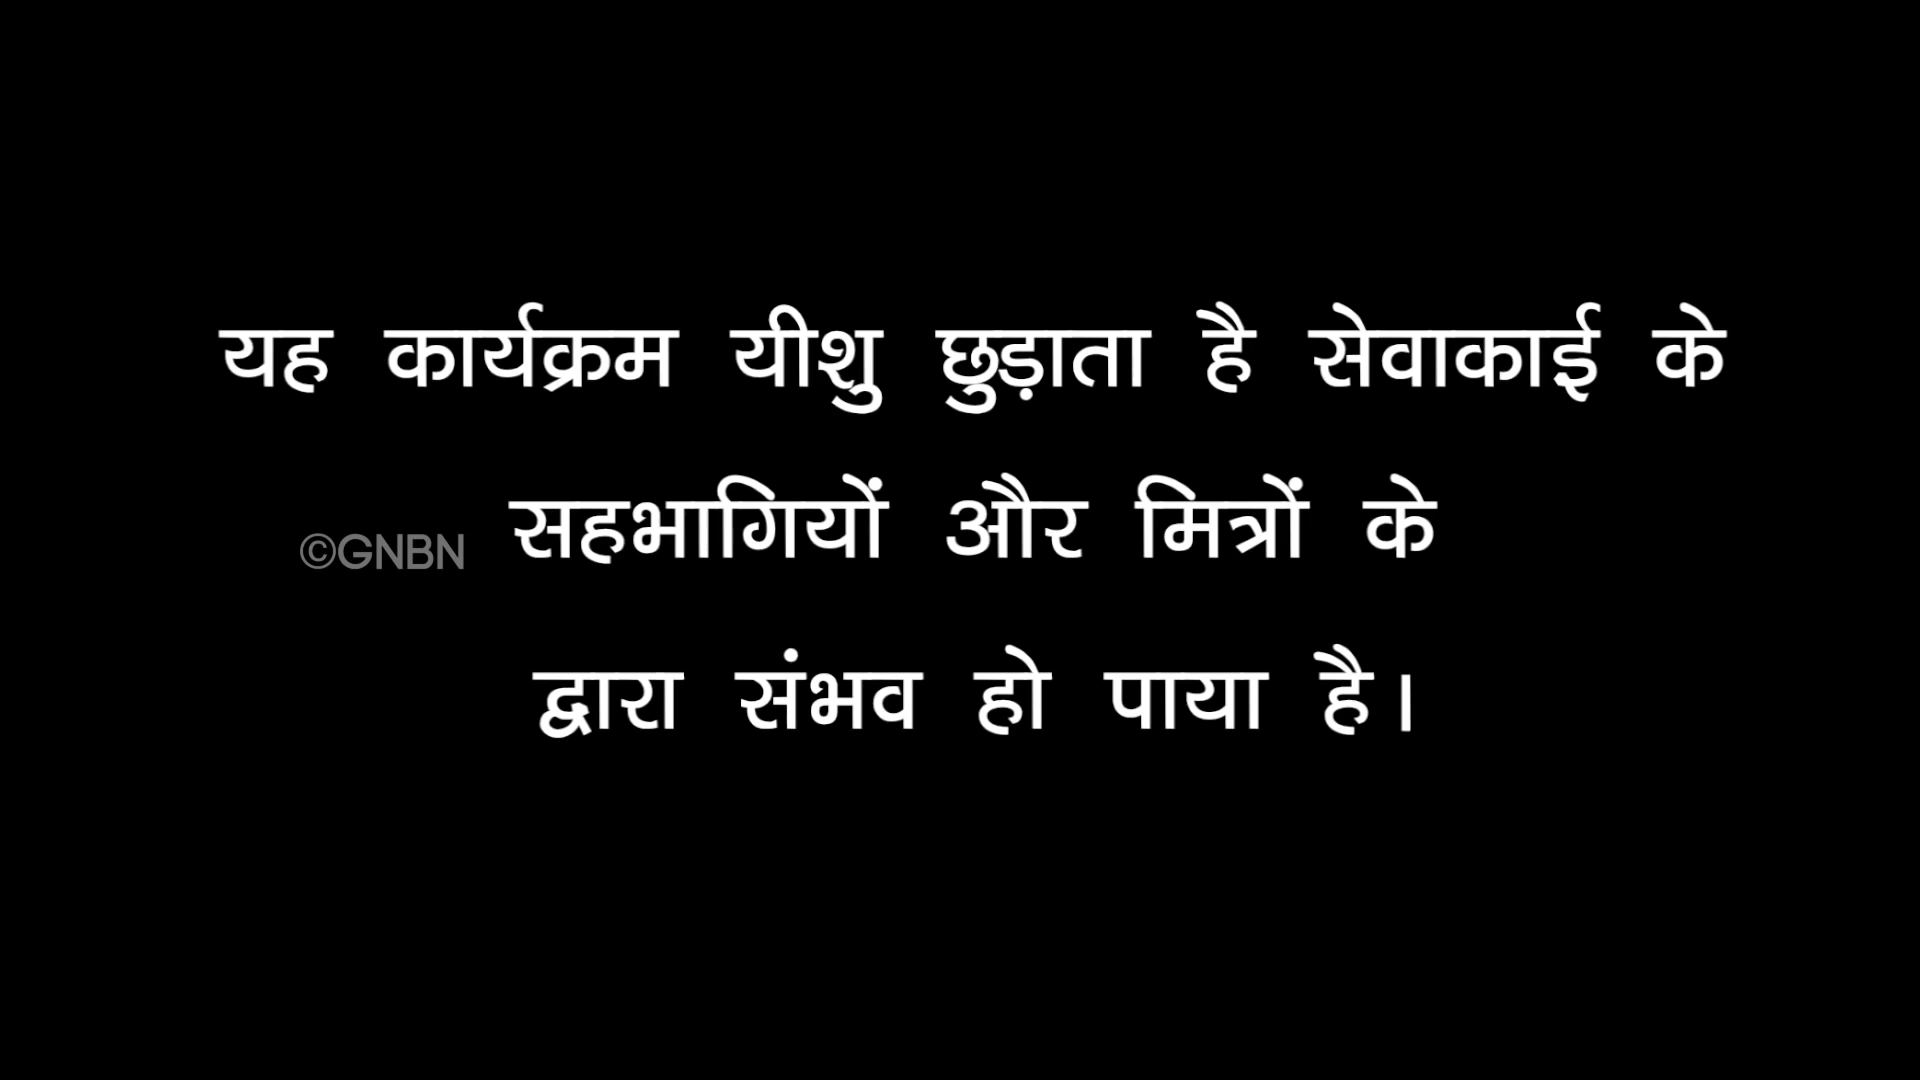 यह कार्यक्रम यीशु छुड़ाता है सेवाकाई के
सहभागियों और मित्रों के
©GNBN
द्वारा संभव हो पाया है।